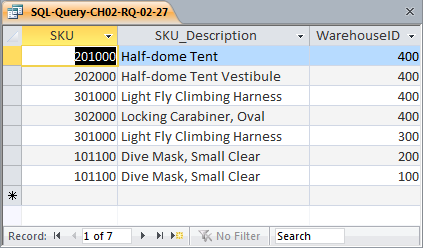 SQL-Query-CH02-RQ-02-27
SKU SKU_Description WarehouseID
201000 Half-dome Tent 400
202000 Half-dome Tent Vestibule 400
301000 Light Fly Climbing Harness 400
302000 Locking Carabiner, Oval 400
301000 Light Fly Climbing Harness 300
101100 Dive Mask, Small Clear 200
101100 Dive Mask, Small Clear 100
Record: 1 of 7 No Filter Search